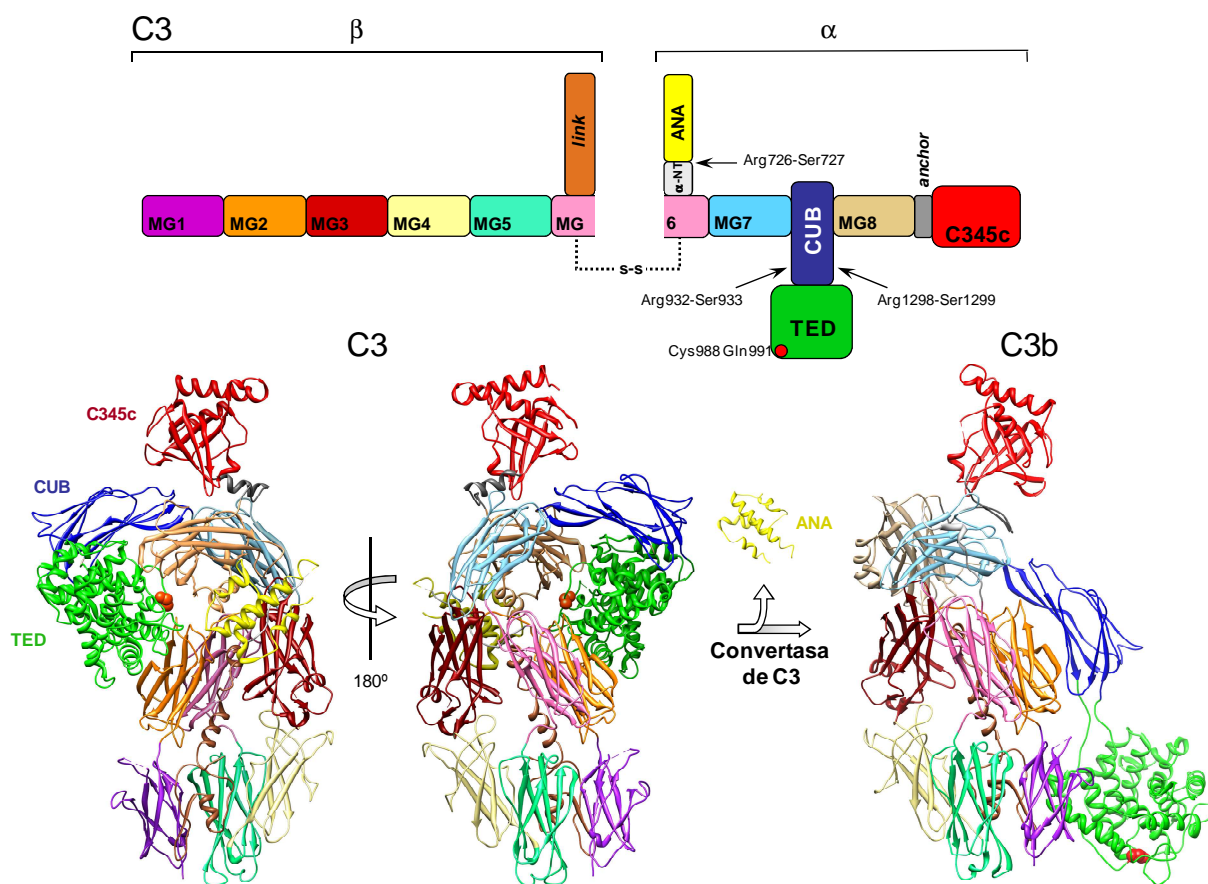 C3
β
α
link
ANA
α-NT
Arg726-Ser727
anchor
MG1
MG2
MG3
MG4
MG5
MG
6
MG7
CUB
MG8
C345c
s-s
Arg932-Ser933
Arg1298-Ser1299
TED
Cys988 Gln991
C3
C3b
C345c
CUB
TED
180º
ANA
Convertasa
de C3